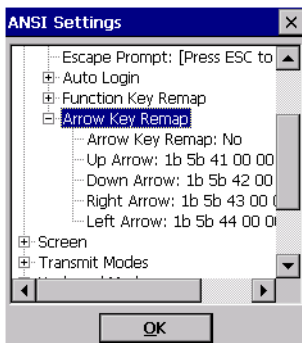 ANSI Settings
Escape Prompt: [Press ESC to
Auto Login
Function Key Remap
Arrow Key Remap
Arrow Key Remap: No
Up Arrow: 1b 5b 41 00 00
Down Arrow: 1b 5b 42 00
Right Arrow: 1b 5b 43 00
Left Arrow: 1b 5b 44 00
Screen
Transmit Modes
OK